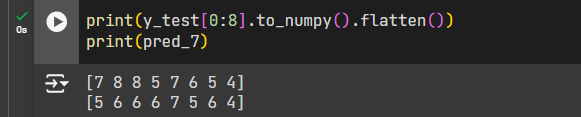 print(y_test[0:8].to_numpy().flatten())
print(pred_7)
0s
[7 8 8 5 7 6 5 4]
[5 6 6 6 7 5 6 4]